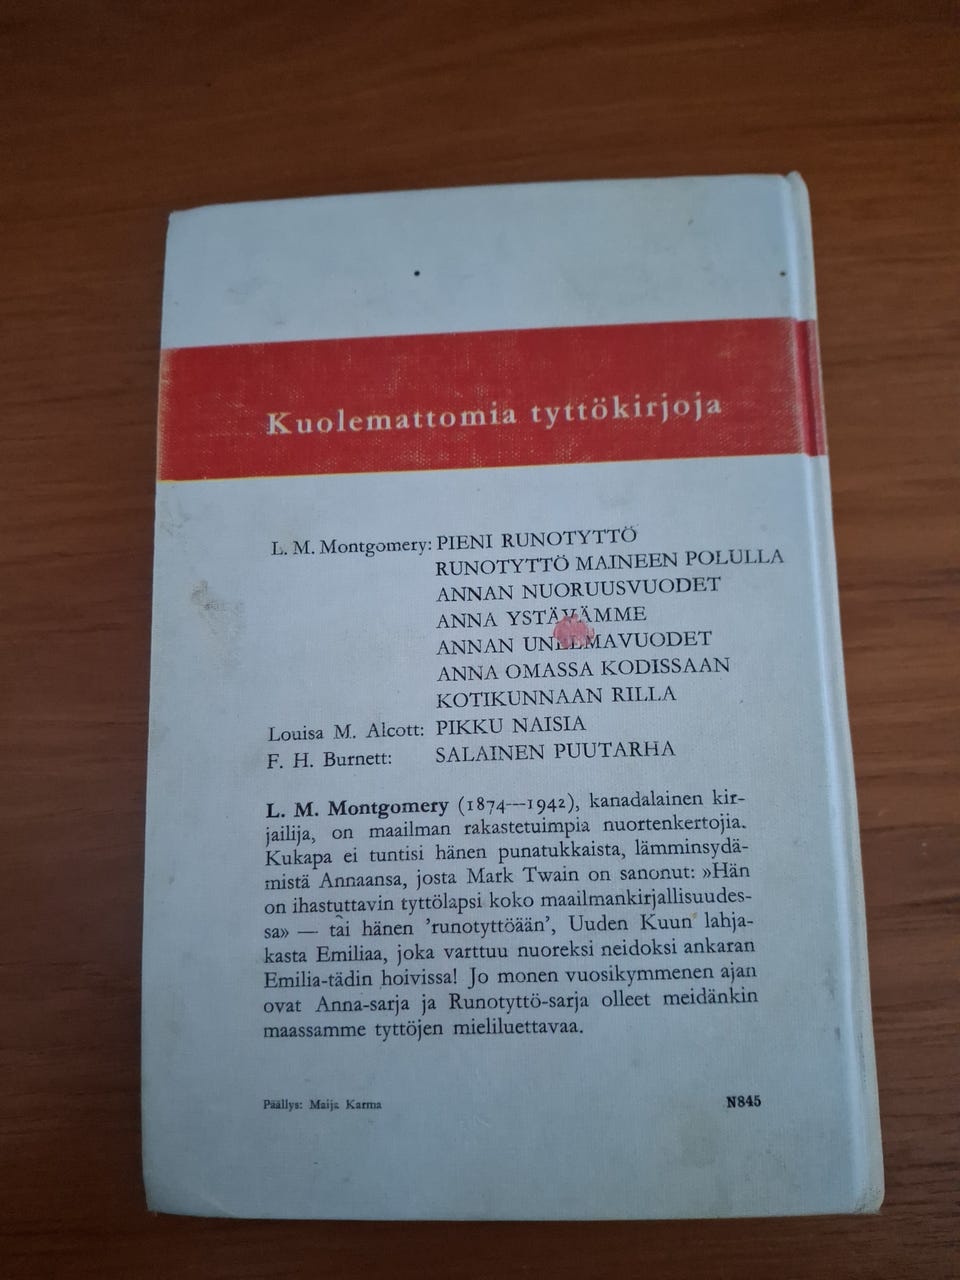 Kuolemattomia tyttökirjoja
L. M. Montgomery: PIENI RUNOTYTTÖ
RUNOTYTTÖ MAINEEN POLULLA
ANNAN NUORUUSVUODET
ANNA YSTÄVÄMME
ANNAN UNELMAVUODET
ANNA OMASSA KODISSAAN
KOTIKUNNAAN RILLA
Louisa M. Alcott: PIKKU NAISIA
F. H. Burnett: SALAINEN PUUTARHA
L. M. Montgomery (1874—1942), kanadalainen kir-
jailija, on maailman rakastetuimpia nuortenkertojia.
Kukapa ei tuntisi hänen punatukkaista, lämminsydä-
mistä Annaansa, josta Mark Twain on sanonut: »Hän
on ihastuttavin tyttölapsi koko maailmankirjallisuudes-
sa» — tai hänen 'runotyttöään', Uuden Kuun lahja-
kasta Emiliaa, joka varttuu nuoreksi neidoksi ankaran
Emilia-tädin hoivissa! Jo monen vuosikymmenen ajan
ovat Anna-sarja ja Runotyttö-sarja olleet meidänkin
maassamme tyttöjen mieliluettavaa.
Päällys: Maija Karma
N845